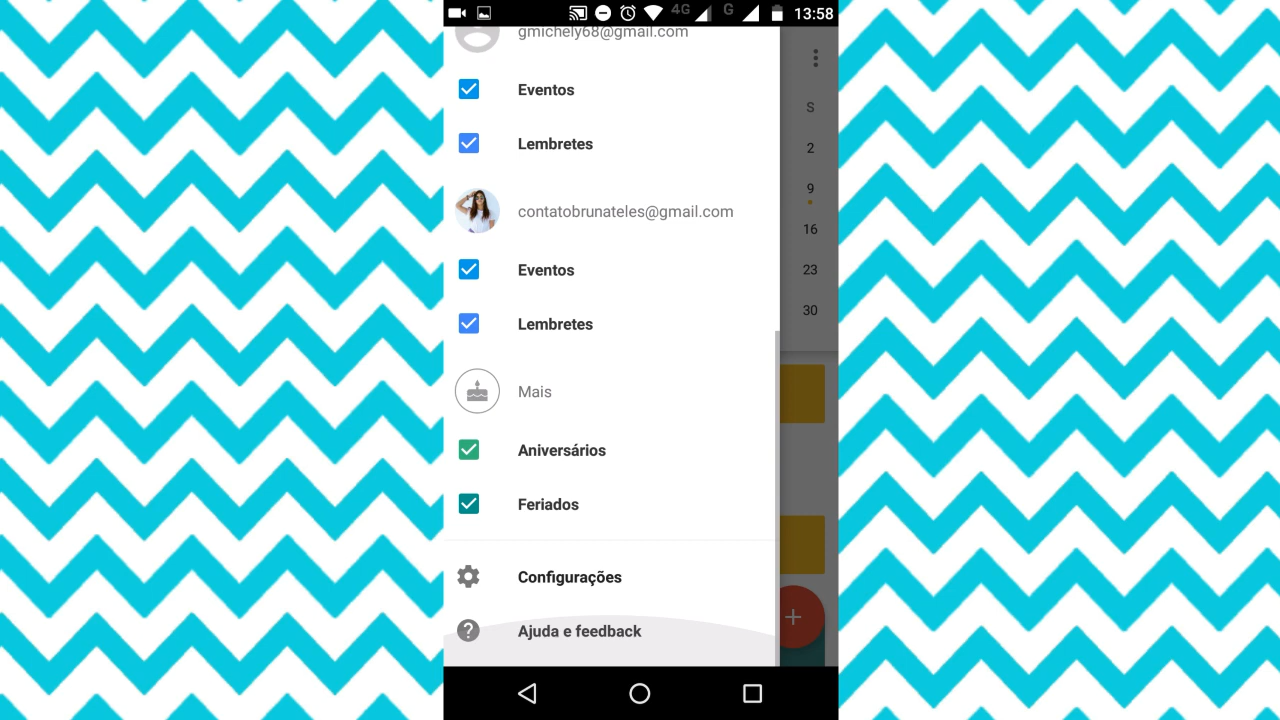 4G G 13:58
gmichely68@gmail.com
Eventos
Lembretes
contatobrunateles@gmail.com
Eventos
Lembretes
Mais
Aniversários
Feriados
Configurações
Ajuda e feedback
S
2
9
16
23
30